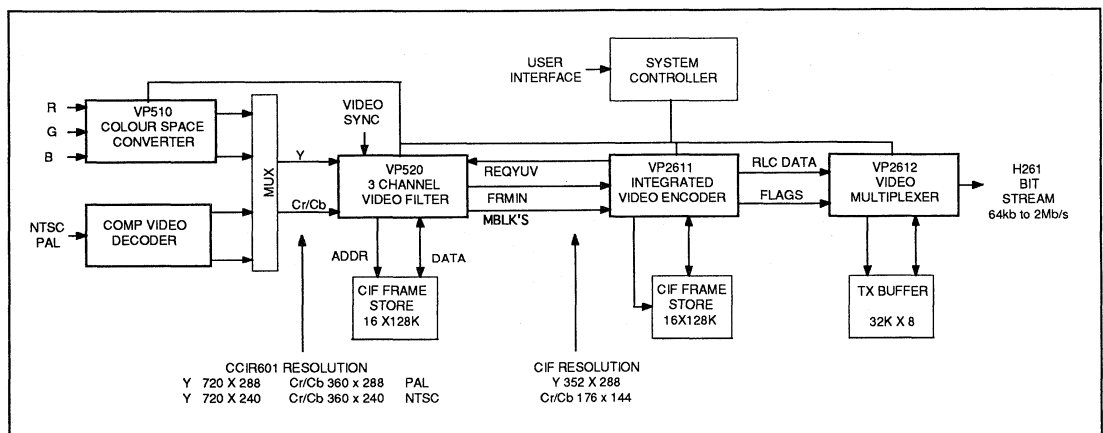 USER
INTERFACE
SYSTEM
CONTROLLER
R
G
B
VP510
COLOUR SPACE
CONVERTER
VIDEO
SYNC
MUX
Y
Cr/Cb
VP520
3 CHANNEL
VIDEO FILTER
REQYUV
FRMIN
MBLK'S
VP2611
INTEGRATED
VIDEO ENCODER
RLC DATA
FLAGS
VP2612
VIDEO
MULTIPLEXER
H261
BIT
STREAM
64kb to 2Mb/s
NTSC
PAL
COMP VIDEO
DECODER
ADDR
DATA
CIF FRAME
STORE
16 X128K
CIF FRAME
STORE
16X128K
TX BUFFER
32K X 8
CCIR601 RESOLUTION
Y 720 X 288 Cr/Cb 360 x 288 PAL
Y 720 X 240 Cr/Cb 360 x 240 NTSC
CIF RESOLUTION
Y 352 X 288
Cr/Cb 176 x 144